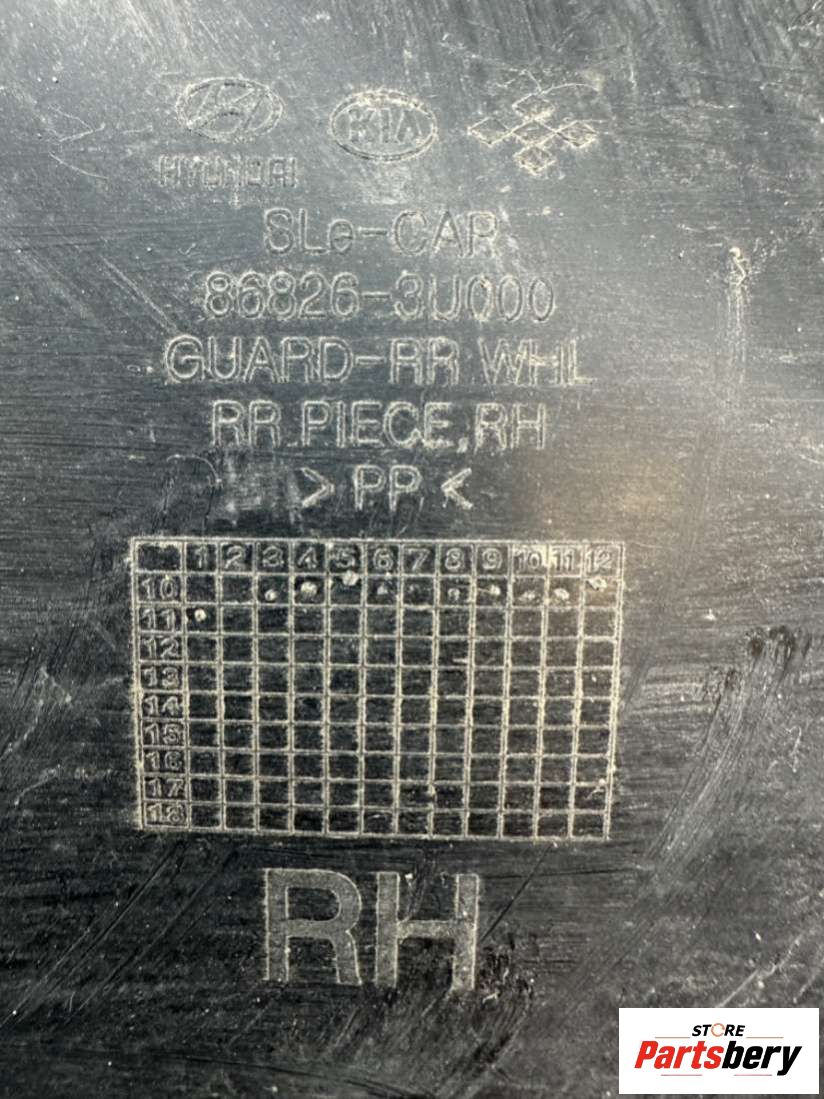 HYUNDAI
KIA
SLe-CAR
86826-3U000
GUARD-RR WHL
RR PIECE,RH
>PP<
1 2 3 4 5 6 7 8 9 10 11 12
10
11
12
13
14
15
16
17
18
RH
STORE
Partsbery